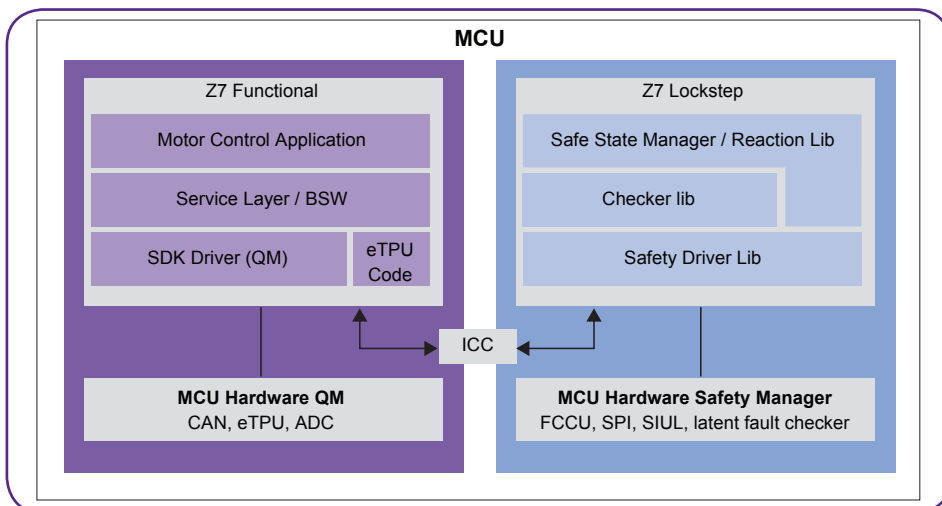 MCU
Z7 Functional
Motor Control Application
Service Layer / BSW
SDK Driver (QM)
eTPU
Code
MCU Hardware QM
CAN, eTPU, ADC
ICC
Z7 Lockstep
Safe State Manager / Reaction Lib
Checker lib
Safety Driver Lib
MCU Hardware Safety Manager
FCCU, SPI, SIUL, latent fault checker